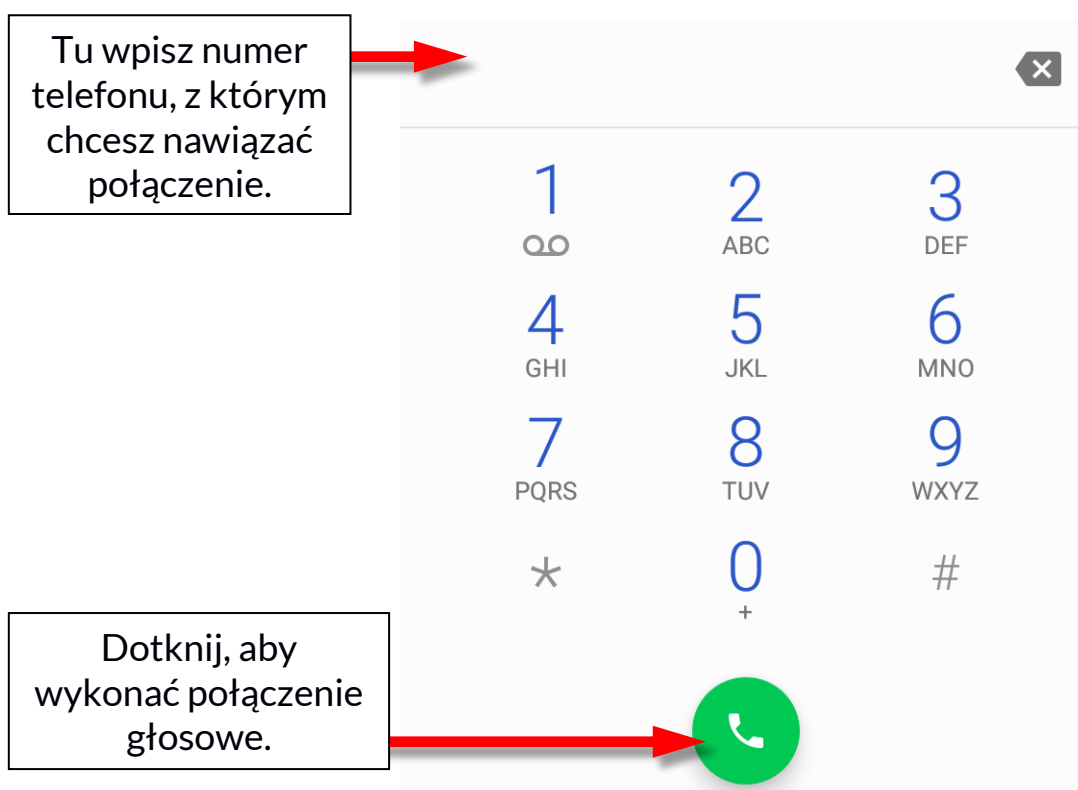 Tu wpisz numer
telefonu, z którym
chcesz nawiązać
połączenie.
1 2 3
ABC DEF
4 5 6
GHI JKL MNO
7 8 9
PQRS TUV WXYZ
* 0 #
+
Dotknij, aby
wykonać połączenie
głosowe.